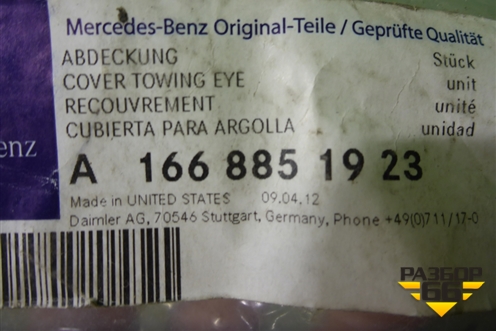 Mercedes-Benz Original-Teile / Geprüfte Qualität
ABDECKUNG Stück
COVER TOWING EYE unit
RECOUVREMENT unité
CUBIERTA PARA ARGOLLA unidad
enz
A 166 885 19 23
Made in UNITED STATES 09.04.12
Daimler AG, 70546 Stuttgart, Germany, Phone +49(0)711/17-0
РАЗБОР
66